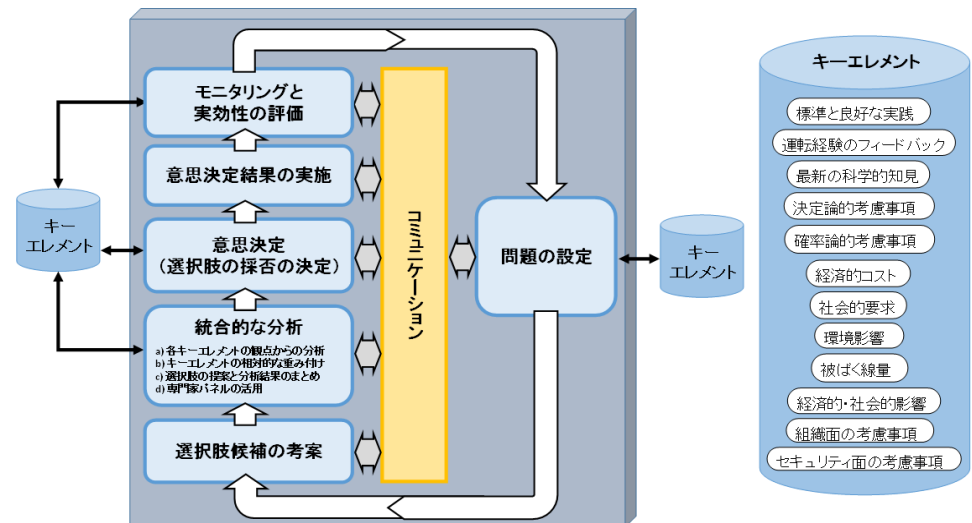 モニタリングと
実効性の評価
意思決定結果の実施
意思決定
(選択肢の採否の決定)
統合的な分析
a) 各キーエレメントの観点からの分析
b) キーエレメントの相対的な重み付け
c) 選択肢の提案と分析結果のまとめ
d) 専門家パネルの活用
選択肢候補の考案
キー
エレメント
コミュニケーション
問題の設定
キー
エレメント
キーエレメント
標準と良好な実践
運転経験のフィードバック
最新の科学的知見
決定論的考慮事項
確率論的考慮事項
経済的コスト
社会的要求
環境影響
被ばく線量
経済的・社会的影響
組織面の考慮事項
セキュリティ面の考慮事項